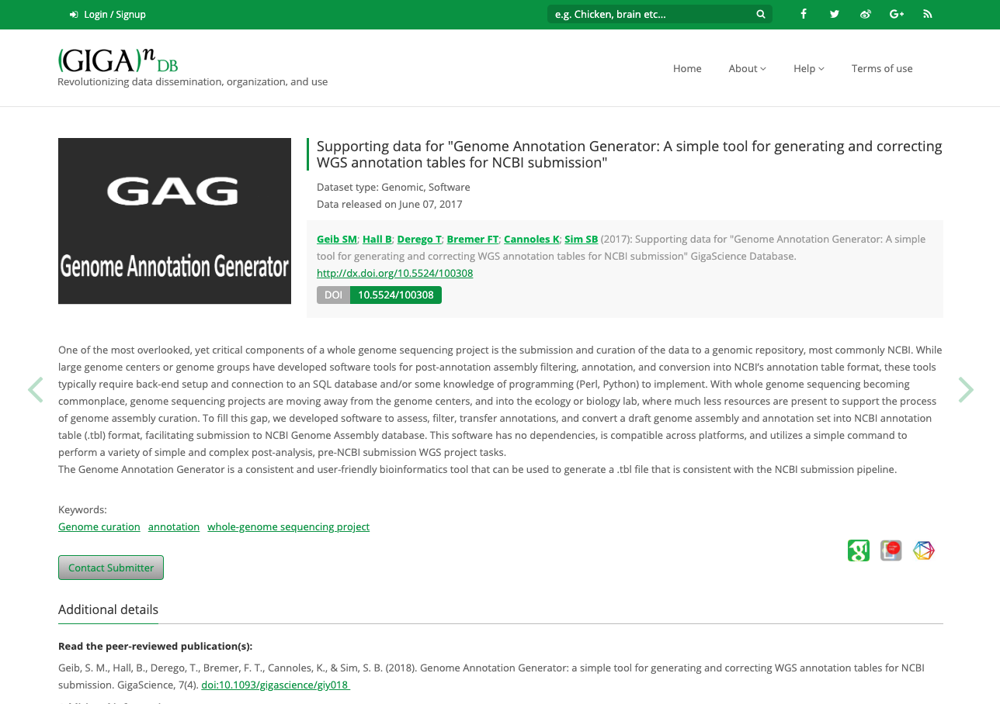 Login / Signup
e.g. Chicken, brain etc...
(GIGA)n DB
Revolutionizing data dissemination, organization, and use
Home About Help Terms of use
GAG
Genome Annotation Generator
Supporting data for "Genome Annotation Generator: A simple tool for generating and correcting
WGS annotation tables for NCBI submission"
Dataset type: Genomic, Software
Data released on June 07, 2017
Geib SM; Hall B; Derego T; Bremer FT; Cannoles K; Sim SB (2017): Supporting data for "Genome Annotation Generator: A simple
tool for generating and correcting WGS annotation tables for NCBI submission" GigaScience Database.
http://dx.doi.org/10.5524/100308
DOI 10.5524/100308
One of the most overlooked, yet critical components of a whole genome sequencing project is the submission and curation of the data to a genomic repository, most commonly NCBI. While
large genome centers or genome groups have developed software tools for post-annotation assembly filtering, annotation, and conversion into NCBI’s annotation table format, these tools
typically require back-end setup and connection to an SQL database and/or some knowledge of programming (Perl, Python) to implement. With whole genome sequencing becoming
commonplace, genome sequencing projects are moving away from the genome centers, and into the ecology or biology lab, where much less resources are present to support the process
of genome assembly curation. To fill this gap, we developed software to assess, filter, transfer annotations, and convert a draft genome assembly and annotation set into NCBI annotation
table (.tbl) format, facilitating submission to NCBI Genome Assembly database. This software has no dependencies, is compatible across platforms, and utilizes a simple command to
perform a variety of simple and complex post-analysis, pre-NCBI submission WGS project tasks.
The Genome Annotation Generator is a consistent and user-friendly bioinformatics tool that can be used to generate a .tbl file that is consistent with the NCBI submission pipeline.
Keywords:
Genome curation annotation whole-genome sequencing project
Contact Submitter
Additional details
Read the peer-reviewed publication(s):
Geib, S. M., Hall, B., Derego, T., Bremer, F. T., Cannoles, K., & Sim, S. B. (2018). Genome Annotation Generator: a simple tool for generating and correcting WGS annotation tables for NCBI
submission. GigaScience, 7(4). doi:10.1093/gigascience/giy018